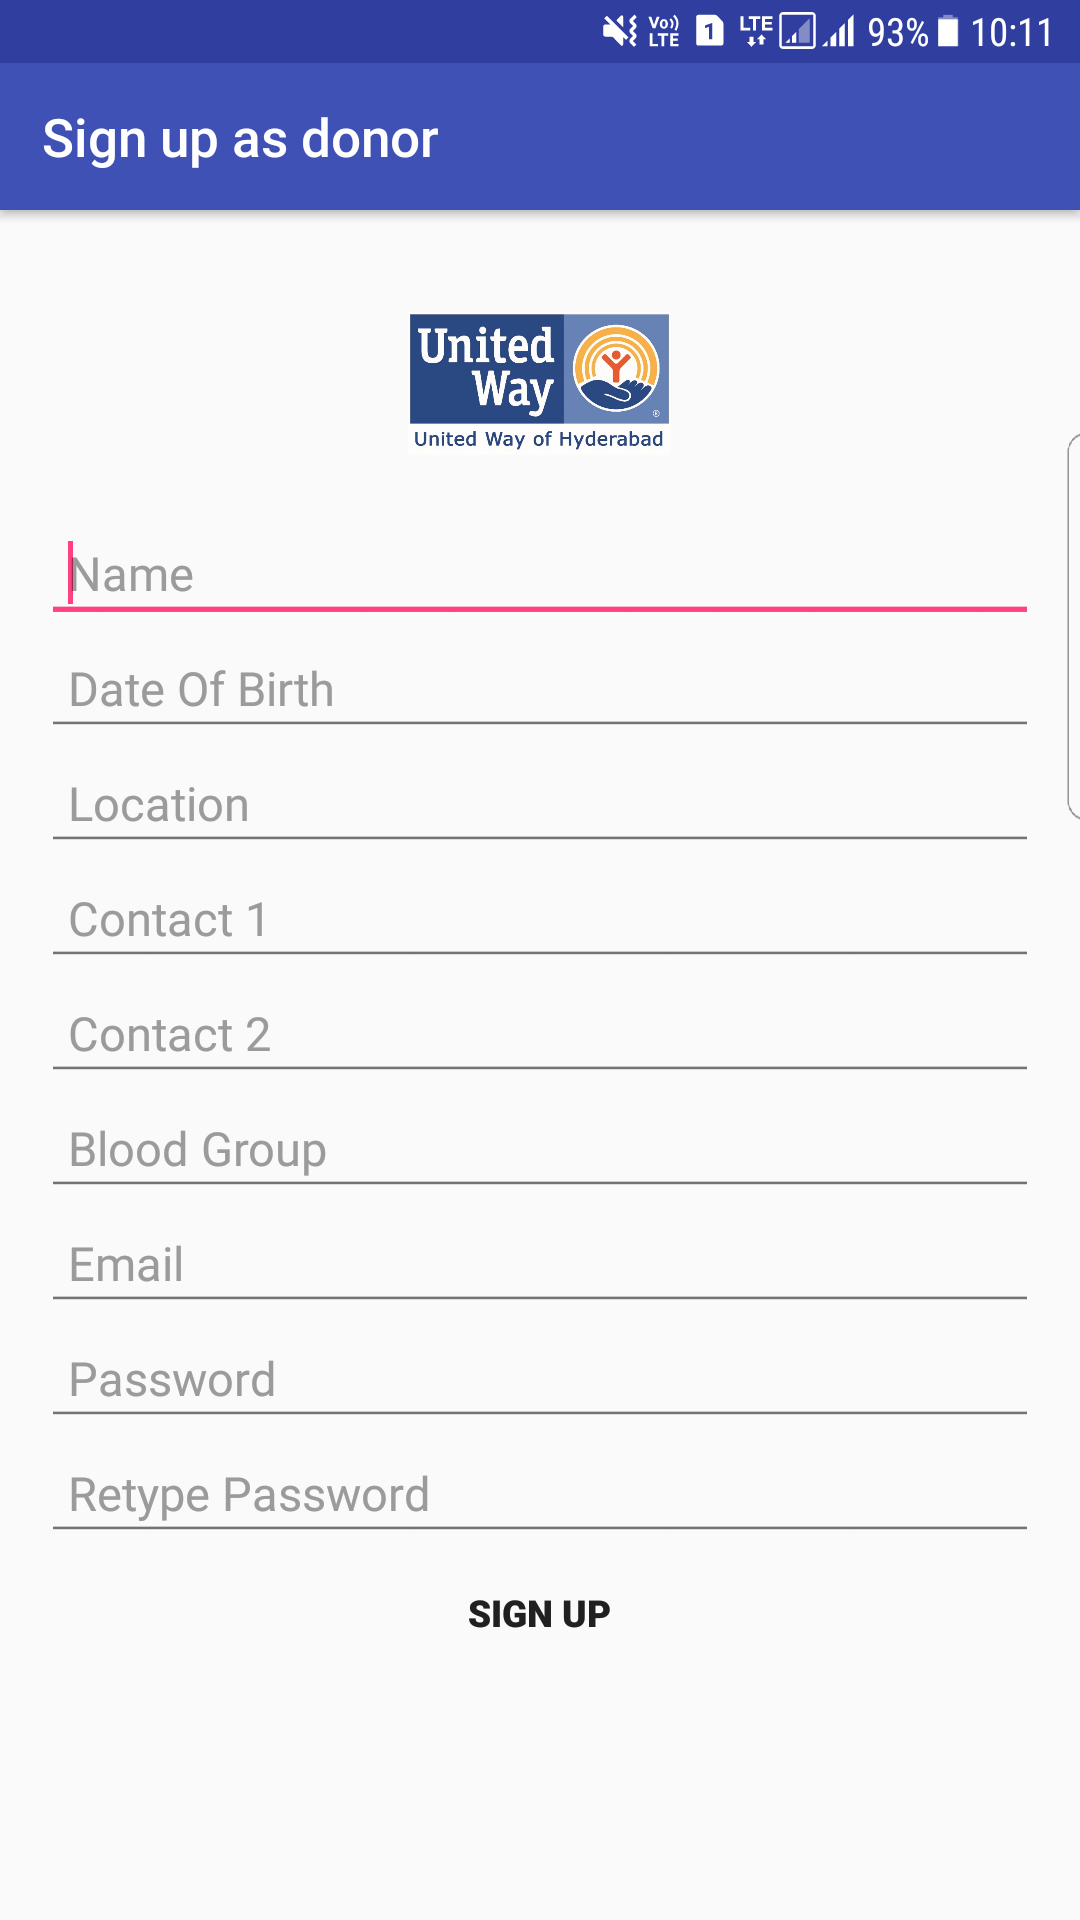 Vo)) LTE 1 LTE 93% 10:11
Sign up as donor
United
Way
®
United Way of Hyderabad
Name
Date Of Birth
Location
Contact 1
Contact 2
Blood Group
Email
Password
Retype Password
SIGN UP